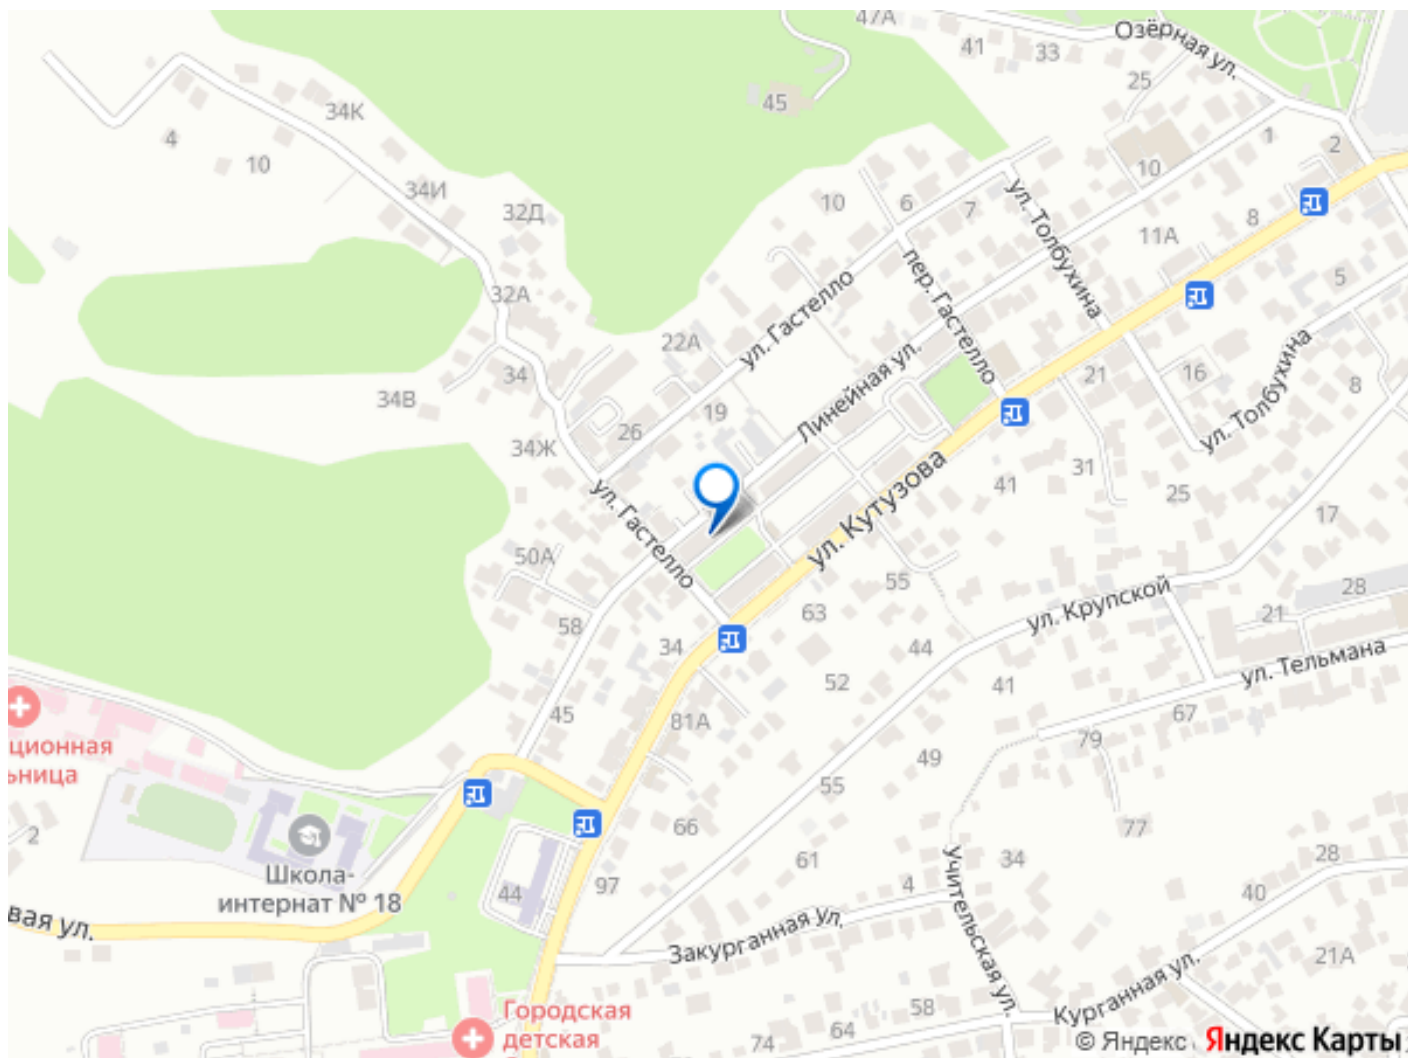 47А
41
33
Озёрная ул.
25
45
34К
4
10
1
2
10
34И
32Д
10
6
7
ул. Толбухина
8
11А
пер. Гастелло
5
32А
ул. Гастелло
22А
Линейная ул.
34
34В
19
26
21
16
ул. Толбухина
8
34Ж
ул. Кутузова
31
41
25
17
ул. Гастелло
50А
55
28
63
ул. Крупской
21
58
34
44
ул. Тельмана
52
41
45
81А
67
79
49
ционная
ьница
55
2
66
77
Школа-
интернат № 18
61
34
28
97
4
40
44
вая ул.
Закурганная ул.
учительская ул.
21А
Курганная ул.
Городская
детская
58
64
74
© Яндекс Яндекс Карты